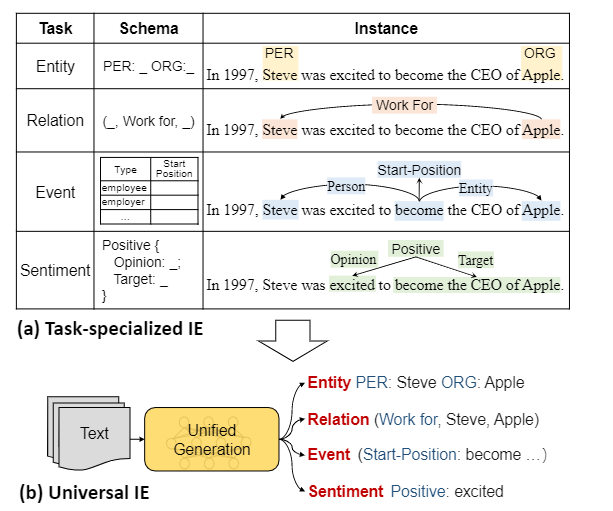 Task Schema Instance
Entity PER: _ ORG:_
PER ORG
In 1997, Steve was excited to become the CEO of Apple.
Relation (_, Work for, _)
Work For
In 1997, Steve was excited to become the CEO of Apple.
Event
Type Start Position
employee
employer
...
Start-Position
Person Entity
In 1997, Steve was excited to become the CEO of Apple.
Sentiment
Positive {
Opinion: _;
Target: _
}
Positive
Opinion Target
In 1997, Steve was excited to become the CEO of Apple.
(a) Task-specialized IE
Text
Unified
Generation
Entity PER: Steve ORG: Apple
Relation (Work for, Steve, Apple)
Event (Start-Position: become ...)
Sentiment Positive: excited
(b) Universal IE